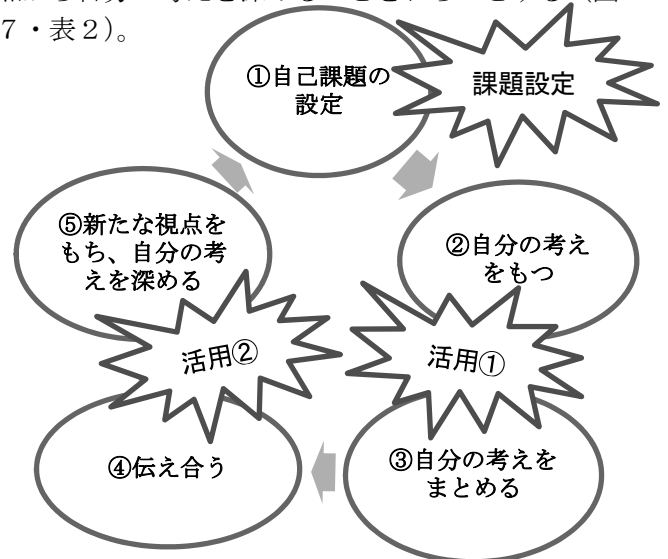 ７・表２）。
①自己課題の
設定
課題設定
②自分の考え
をもつ
活用①
③自分の考えを
まとめる
④伝え合う
活用②
⑤新たな視点を
もち、自分の考
えを深める